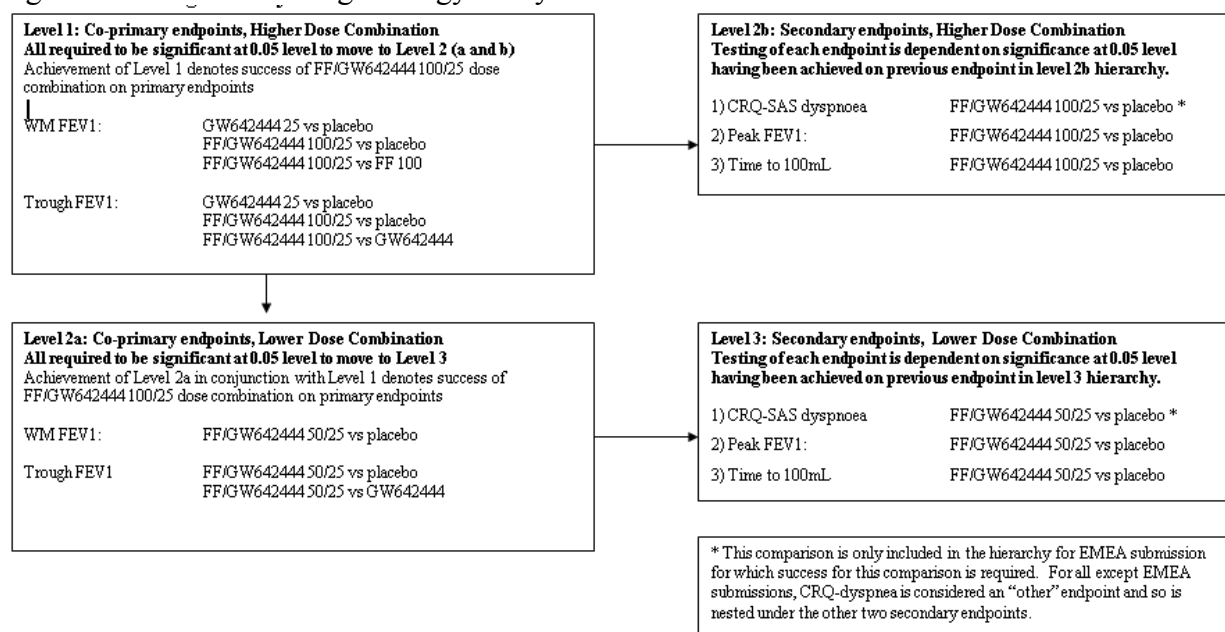 Level 1: Co-primary endpoints, Higher Dose Combination
All required to be significant at 0.05 level to move to Level 2 (a and b)
Achievement of Level 1 denotes success of FF/GW642444 100/25 dose
combination on primary endpoints
WM FEV1: GW642444 25 vs placebo
FF/GW642444 100/25 vs placebo
FF/GW642444 100/25 vs FF 100
Trough FEV1: GW642444 25 vs placebo
FF/GW642444 100/25 vs placebo
FF/GW642444 100/25 vs GW642444
Level 2b: Secondary endpoints, Higher Dose Combination
Testing of each endpoint is dependent on significance at 0.05 level
having been achieved on previous endpoint in level 2b hierarchy.
1) CRQ-SAS dyspnoea FF/GW642444 100/25 vs placebo *
2) Peak FEV1: FF/GW642444 100/25 vs placebo
3) Time to 100mL FF/GW642444 100/25 vs placebo
Level 2a: Co-primary endpoints, Lower Dose Combination
All required to be significant at 0.05 level to move to Level 3
Achievement of Level 2a in conjunction with Level 1 denotes success of
FF/GW642444 100/25 dose combination on primary endpoints
WM FEV1: FF/GW642444 50/25 vs placebo
Trough FEV1 FF/GW642444 50/25 vs placebo
FF/GW642444 50/25 vs GW642444
Level 3: Secondary endpoints, Lower Dose Combination
Testing of each endpoint is dependent on significance at 0.05 level
having been achieved on previous endpoint in level 3 hierarchy.
1) CRQ-SAS dyspnoea FF/GW642444 50/25 vs placebo *
2) Peak FEV1: FF/GW642444 50/25 vs placebo
3) Time to 100mL FF/GW642444 50/25 vs placebo
* This comparison is only included in the hierarchy for EMEA submission
for which success for this comparison is required. For all except EMEA
submissions, CRQ-dyspnea is considered an “other” endpoint and so is
nested under the other two secondary endpoints.